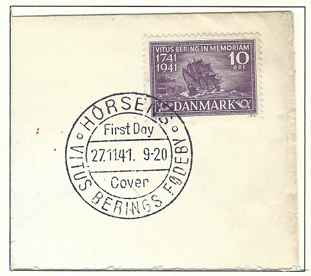 VITUS BERING IN MEMORIAM
1741
1941
10
ØRE
DANMARK
HORSENS
First Day
27.11.41. 9-20
Cover
VITUS BERINGS FØDEBY